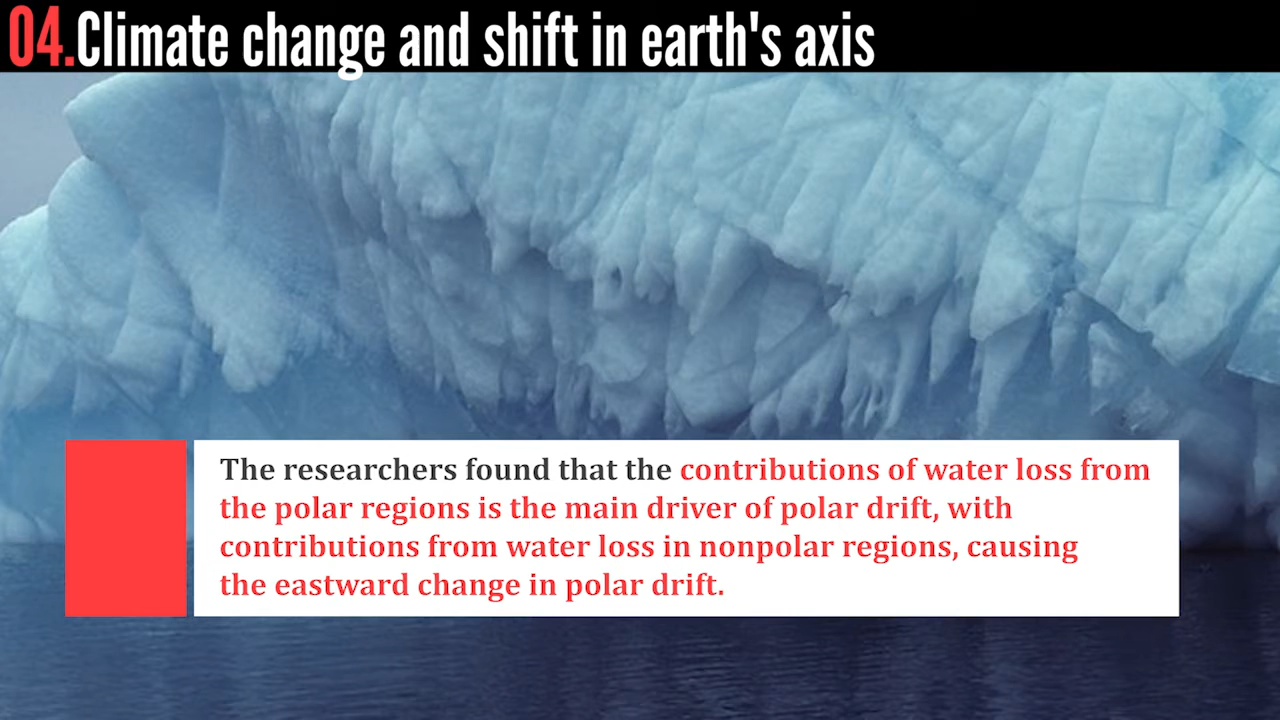 04.Climate change and shift in earth's axis
The researchers found that the contributions of water loss from
the polar regions is the main driver of polar drift, with
contributions from water loss in nonpolar regions, causing
the eastward change in polar drift.